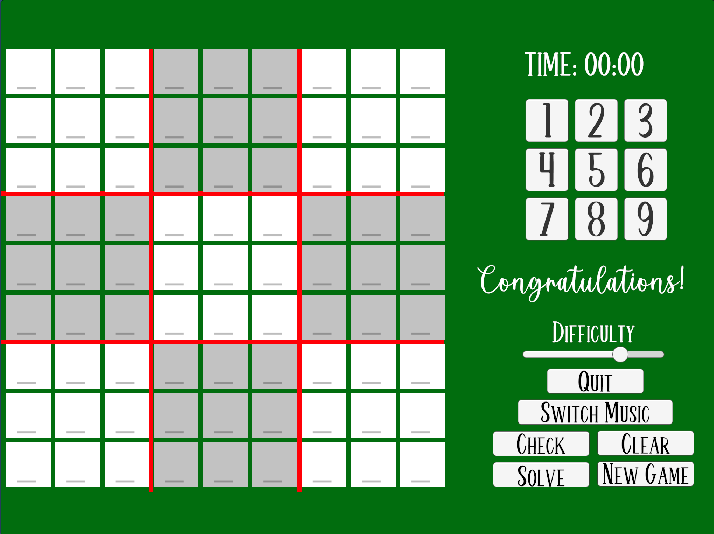 TIME: 00:00
1 2 3
4 5 6
7 8 9
Congratulations!
Difficulty
Quit
Switch Music
Check Clear
Solve New Game